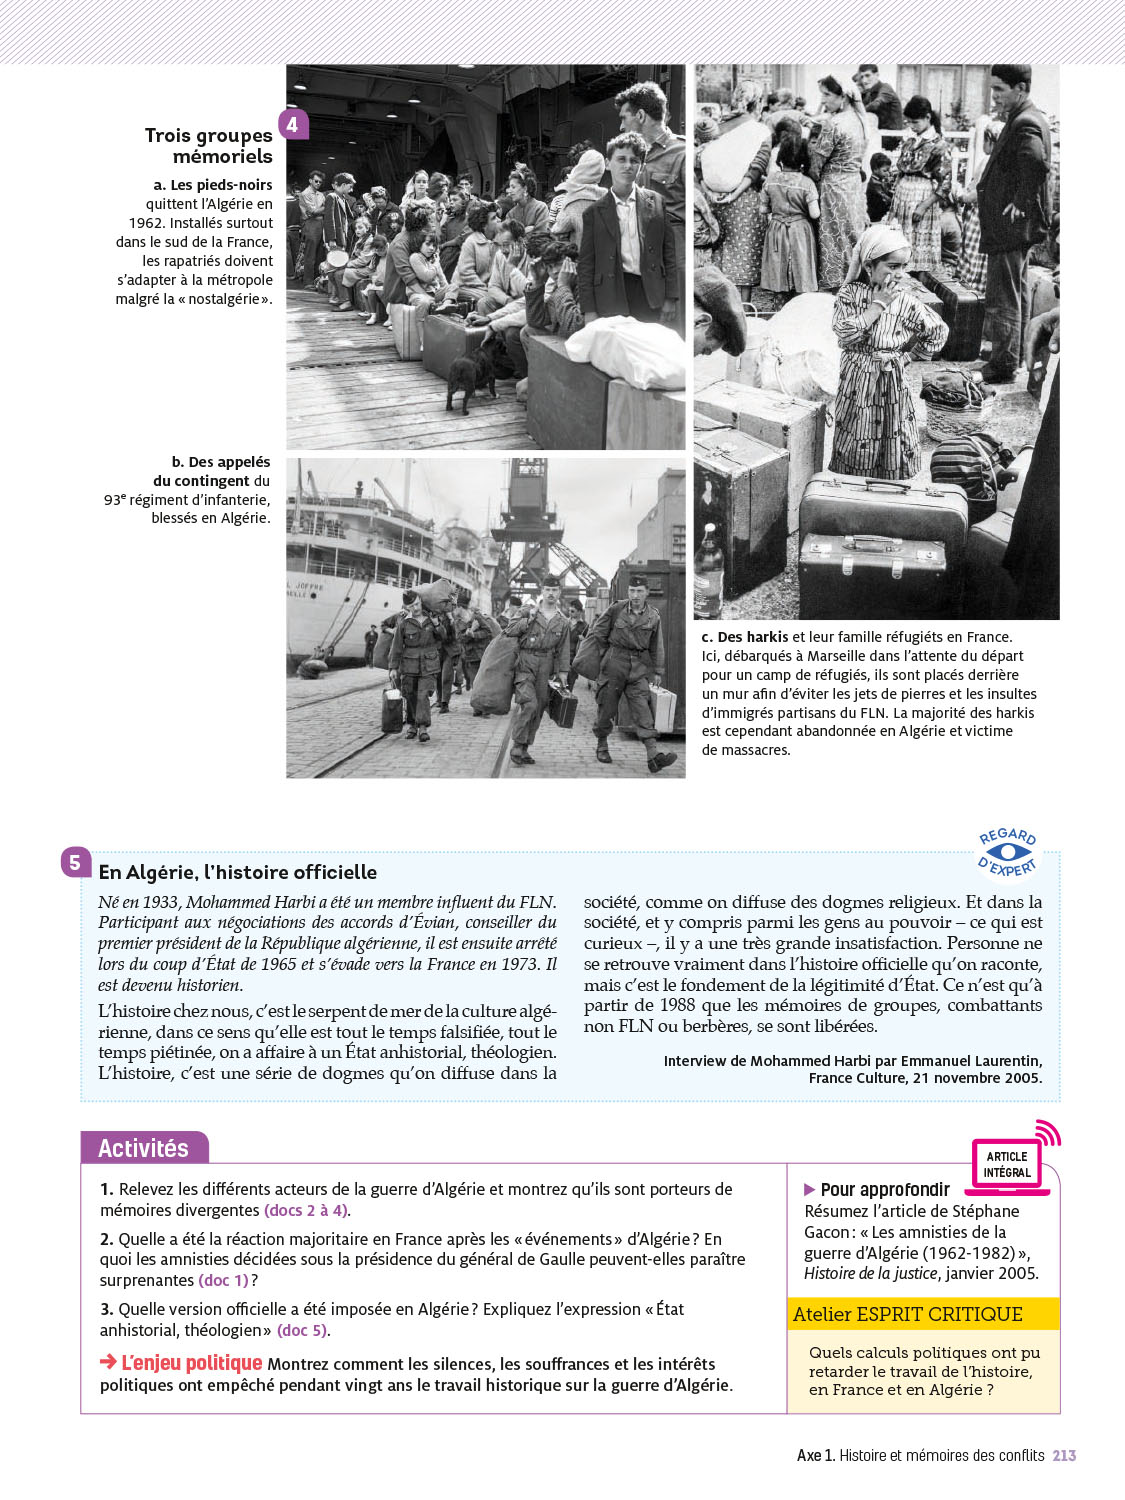 4
Trois groupes
mémoriels
a. Les pieds-noirs
quittent l’Algérie en
1962. Installés surtout
dans le sud de la France,
les rapatriés doivent
s’adapter à la métropole
malgré la « nostalgérie ».
b. Des appelés
du contingent du
93e régiment d’infanterie,
blessés en Algérie.
L JOFFRE
c. Des harkis et leur famille réfugiéts en France.
Ici, débarqués à Marseille dans l’attente du départ
pour un camp de réfugiés, ils sont placés derrière
un mur afin d’éviter les jets de pierres et les insultes
d’immigrés partisans du FLN. La majorité des harkis
est cependant abandonnée en Algérie et victime
de massacres.
REGARD
D’EXPERT
5
En Algérie, l’histoire officielle
Né en 1933, Mohammed Harbi a été un membre influent du FLN.
Participant aux négociations des accords d’Évian, conseiller du
premier président de la République algérienne, il est ensuite arrêté
lors du coup d’État de 1965 et s’évade vers la France en 1973. Il
est devenu historien.
L’histoire chez nous, c’est le serpent de mer de la culture algé-
rienne, dans ce sens qu’elle est tout le temps falsifiée, tout le
temps piétinée, on a affaire à un État anhistorial, théologien.
L’histoire, c’est une série de dogmes qu’on diffuse dans la
société, comme on diffuse des dogmes religieux. Et dans la
société, et y compris parmi les gens au pouvoir – ce qui est
curieux –, il y a une très grande insatisfaction. Personne ne
se retrouve vraiment dans l’histoire officielle qu’on raconte,
mais c’est le fondement de la légitimité d’État. Ce n’est qu’à
partir de 1988 que les mémoires de groupes, combattants
non FLN ou berbères, se sont libérées.
Interview de Mohammed Harbi par Emmanuel Laurentin,
France Culture, 21 novembre 2005.
Activités
1. Relevez les différents acteurs de la guerre d’Algérie et montrez qu’ils sont porteurs de
mémoires divergentes (docs 2 à 4).
2. Quelle a été la réaction majoritaire en France après les « événements » d’Algérie ? En
quoi les amnisties décidées sous la présidence du général de Gaulle peuvent-elles paraître
surprenantes (doc 1) ?
3. Quelle version officielle a été imposée en Algérie ? Expliquez l’expression « État
anhistorial, théologien » (doc 5).
➔ L’enjeu politique Montrez comment les silences, les souffrances et les intérêts
politiques ont empêché pendant vingt ans le travail historique sur la guerre d’Algérie.
ARTICLE
INTÉGRAL
▶ Pour approfondir
Résumez l’article de Stéphane
Gacon : « Les amnisties de la
guerre d’Algérie (1962-1982) »,
Histoire de la justice, janvier 2005.
Atelier ESPRIT CRITIQUE
Quels calculs politiques ont pu
retarder le travail de l’histoire,
en France et en Algérie ?
Axe 1. Histoire et mémoires des conflits 213